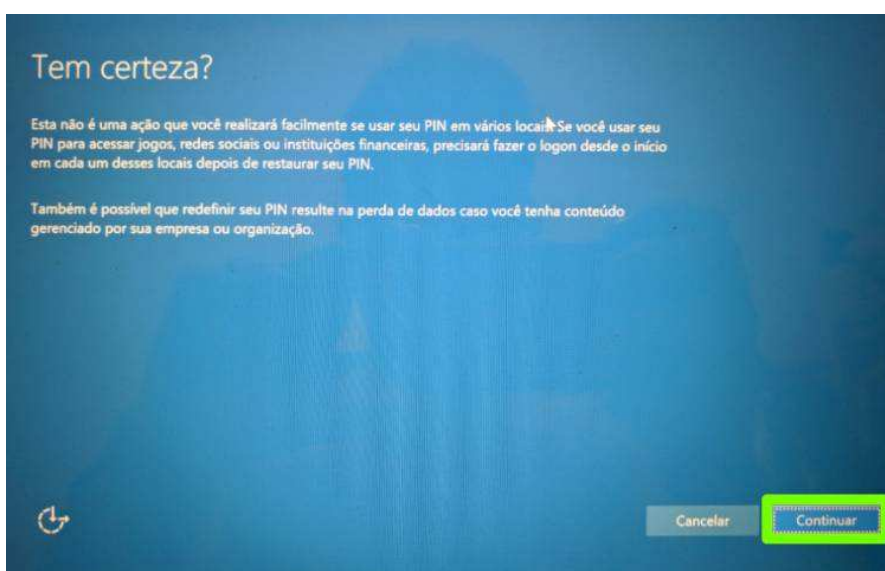 Tem certeza?
Esta não é uma ação que você realizará facilmente se usar seu PIN em vários locais. Se você usar seu
PIN para acessar jogos, redes sociais ou instituições financeiras, precisará fazer o logon desde o início
em cada um desses locais depois de restaurar seu PIN.
Também é possível que redefinir seu PIN resulte na perda de dados caso você tenha conteúdo
gerenciado por sua empresa ou organização.
Cancelar
Continuar